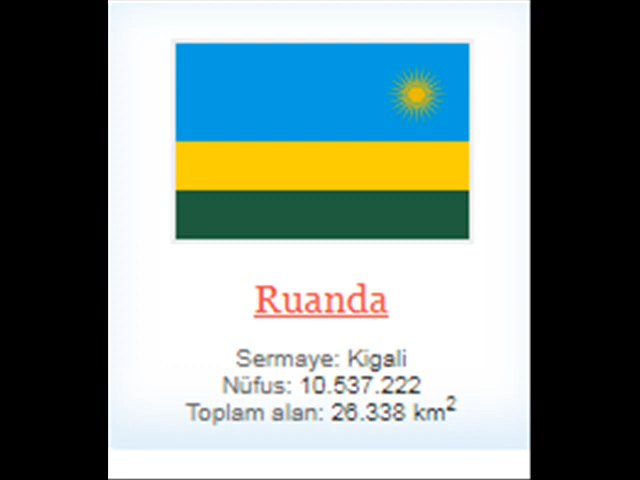 Ruanda
Sermaye: Kigali
Nüfus: 10.537.222
Toplam alan: 26.338 km²